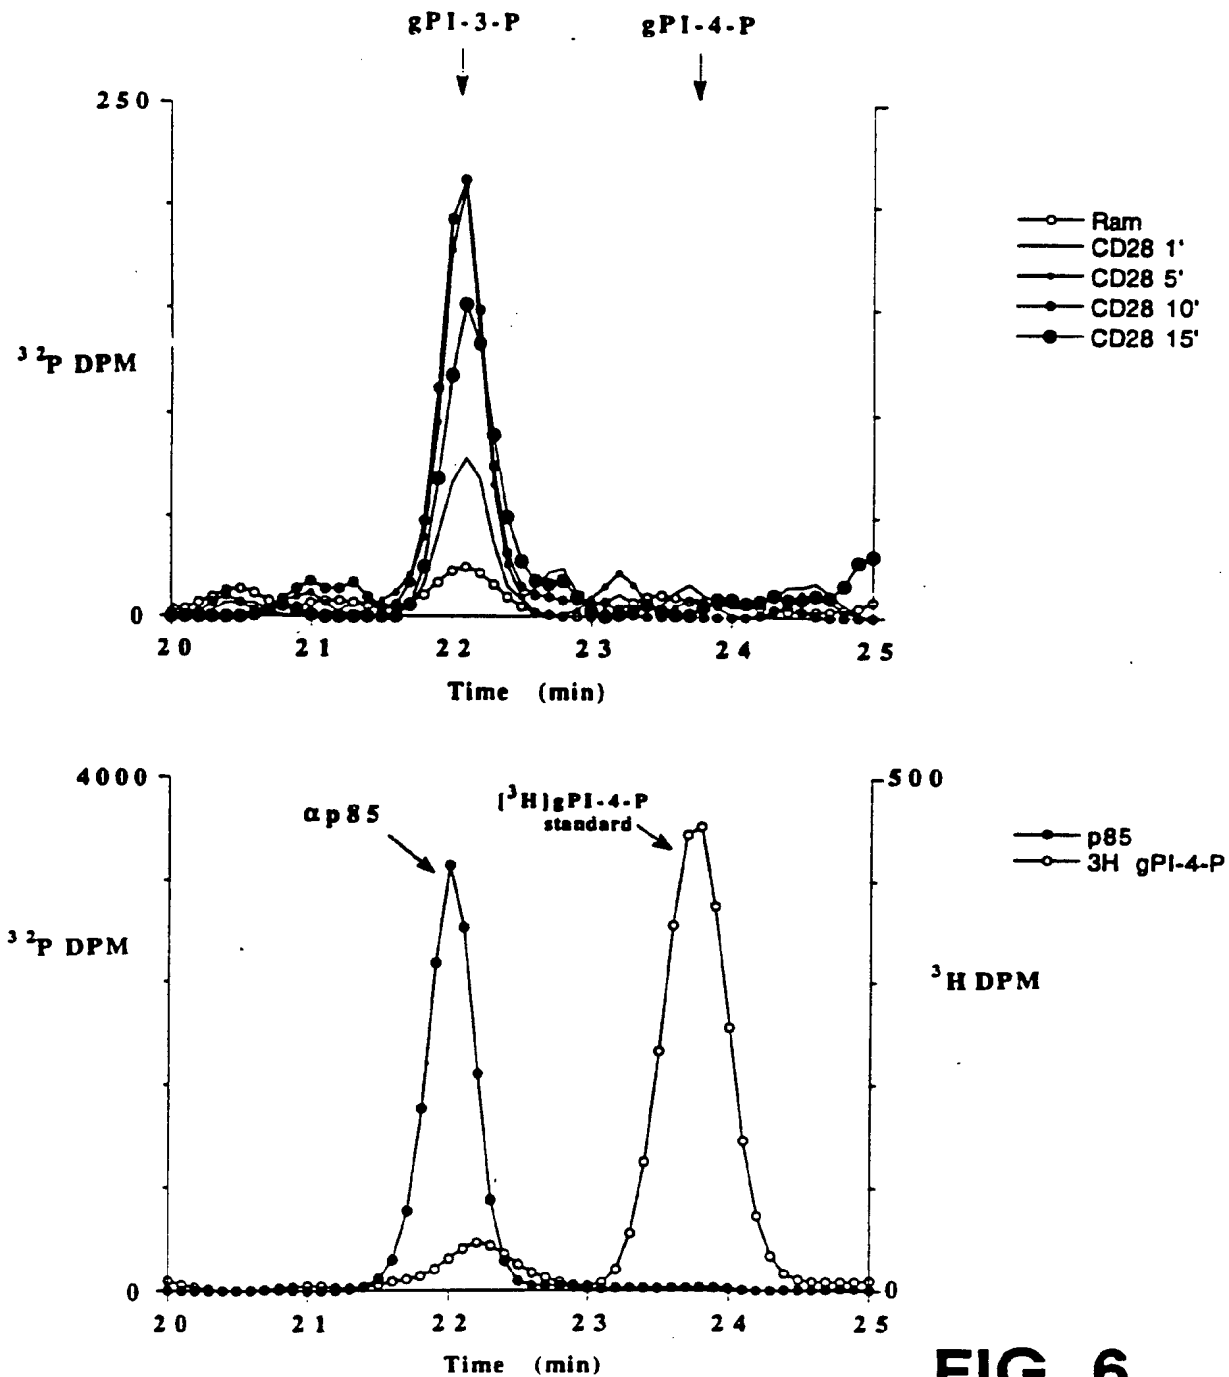 gPI-3-P gPI-4-P
250
0
³²P DPM
20 21 22 23 24 25
Time (min)
Ram
CD28 1'
CD28 5'
CD28 10'
CD28 15'
4000
0
³²P DPM
αp85
[³H]gPI-4-P
standard
500
0
³H DPM
20 21 22 23 24 25
Time (min)
p85
3H gPI-4-P
FIG. 6